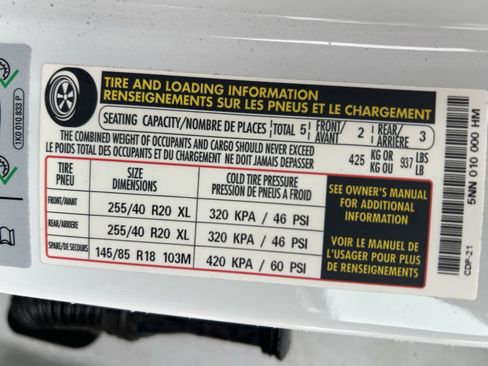 1K0 010 833 P
TIRE AND LOADING INFORMATION
RENSEIGNEMENTS SUR LES PNEUS ET LE CHARGEMENT
SEATING CAPACITY/NOMBRE DE PLACES TOTAL 5 FRONT/AVANT 2 REAR/ARRIÈRE 3
THE COMBINED WEIGHT OF OCCUPANTS AND CARGO SHOULD NEVER EXCEED
LE POIDS TOTAL DES OCCUPANTS ET DU CHARGEMENT NE DOIT JAMAIS DÉPASSER
425 KG OR KG OU 937 LBS LB
TIRE PNEU SIZE DIMENSIONS COLD TIRE PRESSURE PRESSION DE PNEUS A FROID
FRONT/AVANT 255/40 R20 XL 320 KPA / 46 PSI
REAR/ARRIÈRE 255/40 R20 XL 320 KPA / 46 PSI
SPARE/DE SECOURS 145/85 R18 103M 420 KPA / 60 PSI
SEE OWNER'S MANUAL
FOR ADDITIONAL
INFORMATION
VOIR LE MANUEL DE
L'USAGER POUR PLUS
DE RENSEIGNEMENTS
5NN 010 000 HM
CDP-21